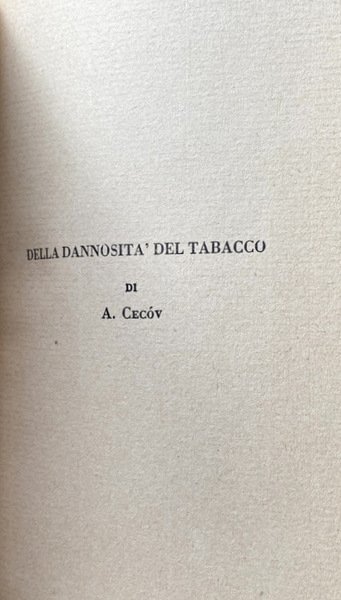 DELLA DANNOSITA' DEL TABACCO
DI
A. Cecóv